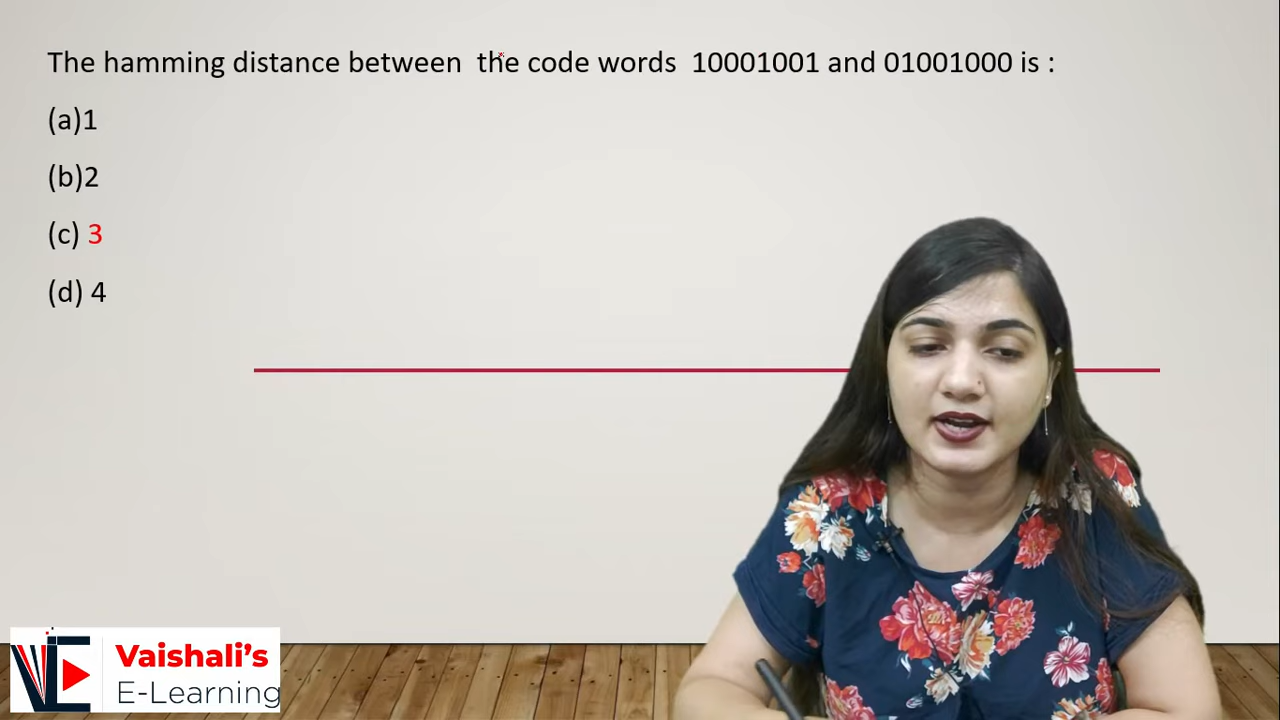 The hamming distance between the code words 10001001 and 01001000 is :
(a)1
(b)2
(c) 3
(d) 4
Vaishali's
E-Learning